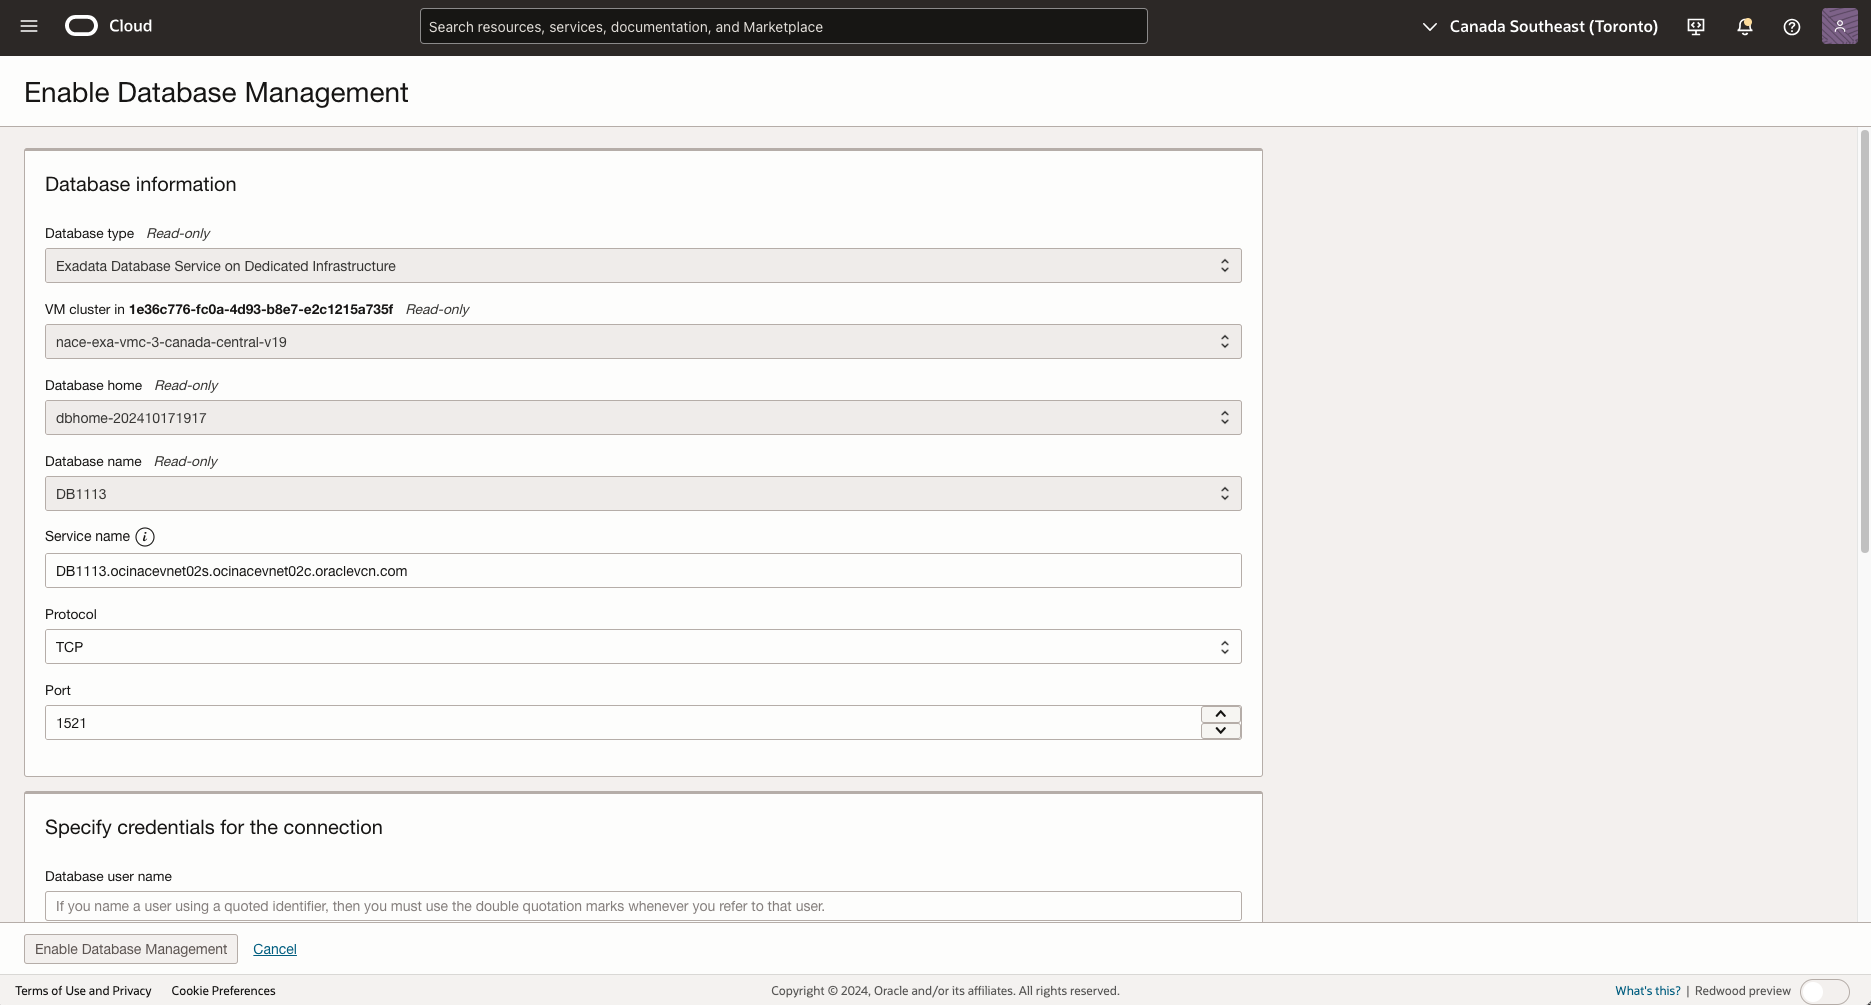 Cloud
Search resources, services, documentation, and Marketplace
Canada Southeast (Toronto)
Enable Database Management
Database information
Database type Read-only
Exadata Database Service on Dedicated Infrastructure
VM cluster in 1e36c776-fc0a-4d93-b8e7-e2c1215a735f Read-only
nace-exa-vmc-3-canada-central-v19
Database home Read-only
dbhome-202410171917
Database name Read-only
DB1113
Service name
DB1113.ocinacevnet02s.ocinacevnet02c.oraclevcn.com
Protocol
TCP
Port
1521
Specify credentials for the connection
Database user name
If you name a user using a quoted identifier, then you must use the double quotation marks whenever you refer to that user.
Enable Database Management Cancel
Terms of Use and Privacy Cookie Preferences Copyright © 2024, Oracle and/or its affiliates. All rights reserved. What's this? | Redwood preview